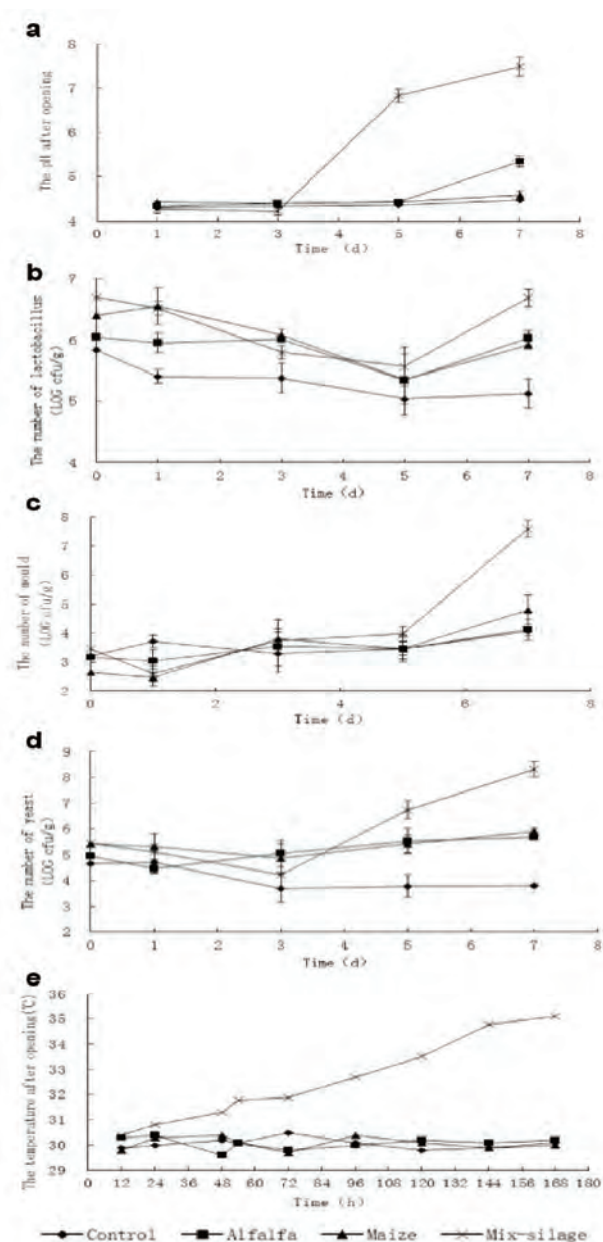 a
The pH after opening
8
7
6
5
4
0 1 3 5 6 7 8
Time (d)
b
The number of lactobacillus
(LOG cfu/g)
7
6
5
4
0 1 3 4 5 6 7 8
Time (d)
c
The number of mould
(LOG cfu/g)
8
7
6
5
4
3
2
0 1 3 4 5 6 7 8
Time (d)
d
The number of yeast
(LOG cfu/g)
9
8
7
6
5
4
3
2
0 1 3 4 5 6 7 8
Time (d)
e
The temperature after opening(℃)
36
35
34
33
32
31
30
29
0 12 24 36 48 60 72 84 96 108 120 132 144 156 168 180
Time (h)
Control Alfalfa Maize Mix-silage